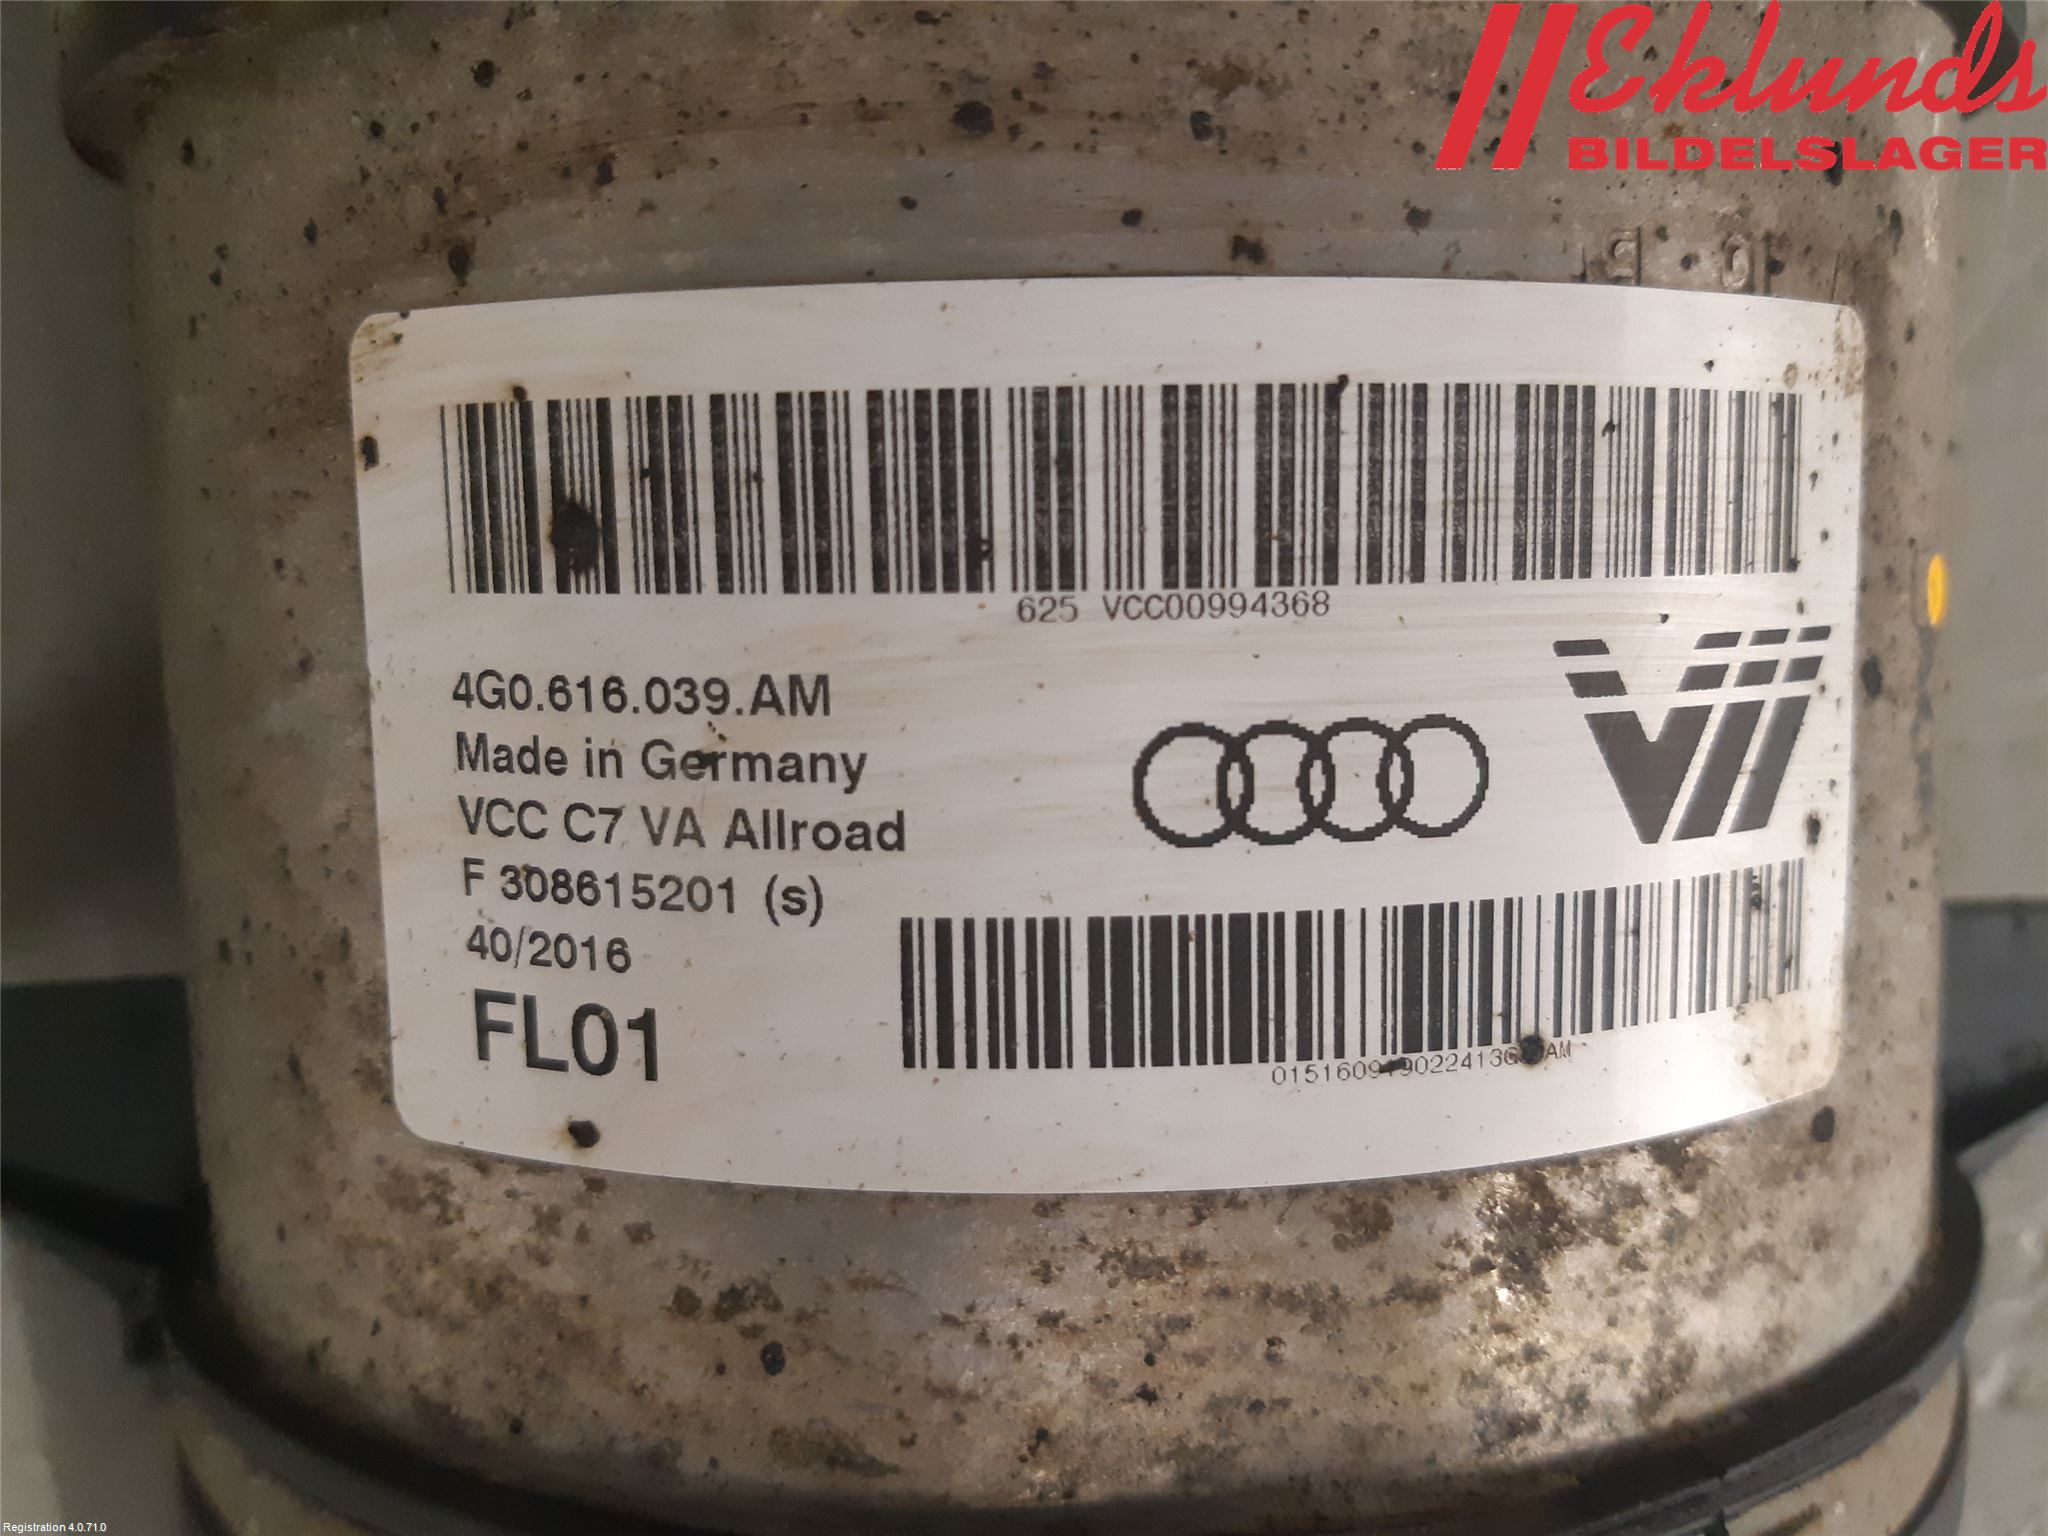 Eklunds
BILDELSLAGER
625 VCC00994368
4G0.616.039.AM
Made in Germany
VCC C7 VA Allroad
F 308615201 (s)
40/2016
FL01
Registration 4.0.71.0